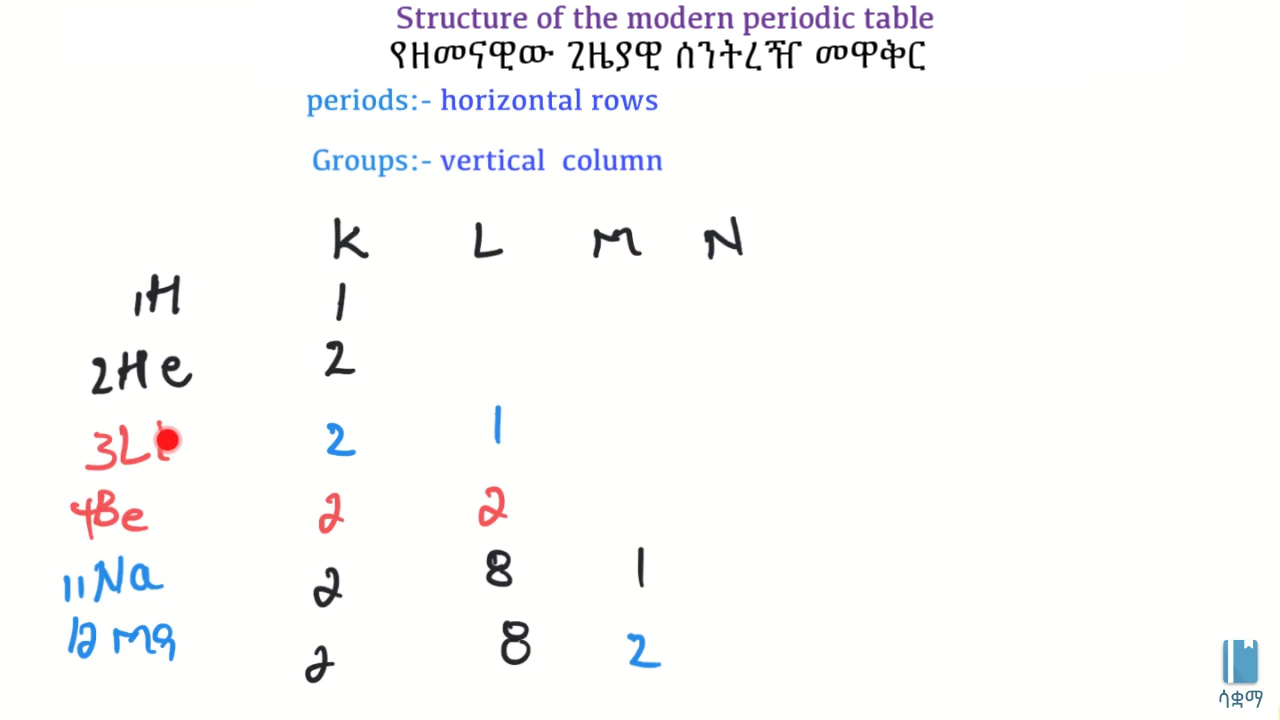 Structure of the modern periodic table
የዘመናዊው ጊዜያዊ ሰንትረዥ መዋቅር
periods:- horizontal rows
Groups:- vertical column
K L M N
1H 1
2He 2
3Li 2 1
4Be 2 2
11Na 2 8 1
12Mg 2 8 2
ሳቋማ